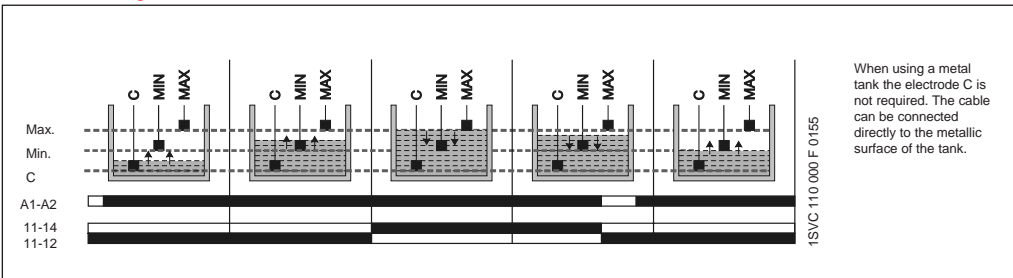 C MIN MAX
C MIN MAX
C MIN MAX
C MIN MAX
C MIN MAX
Max.
Min.
C
A1-A2
11-14
11-12
1SVC 110 000 F 0155
When using a metal
tank the electrode C is
not required. The cable
can be connected
directly to the metallic
surface of the tank.